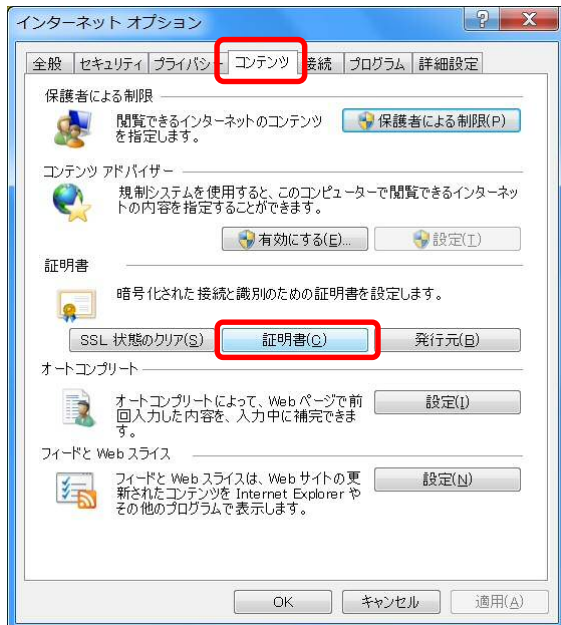 インターネット オプション
全般 セキュリティ プライバシー コンテンツ 接続 プログラム 詳細設定
保護者による制限
閲覧できるインターネットのコンテンツ
を指定します。
保護者による制限(P)
コンテンツ アドバイザー
規制システムを使用すると、このコンピューターで閲覧できるインターネッ
トの内容を指定することができます。
有効にする(E)... 設定(T)
証明書
暗号化された接続と識別のための証明書を設定します。
SSL 状態のクリア(S) 証明書(C) 発行元(B)
オートコンプリート
オートコンプリートによって、Web ページで前
回入力した内容を、入力中に補完できま
す。
設定(I)
フィードと Web スライス
フィードと Web スライスは、Web サイトの更
新されたコンテンツを Internet Explorer や
その他のプログラムで表示します。
設定(N)
OK キャンセル 適用(A)